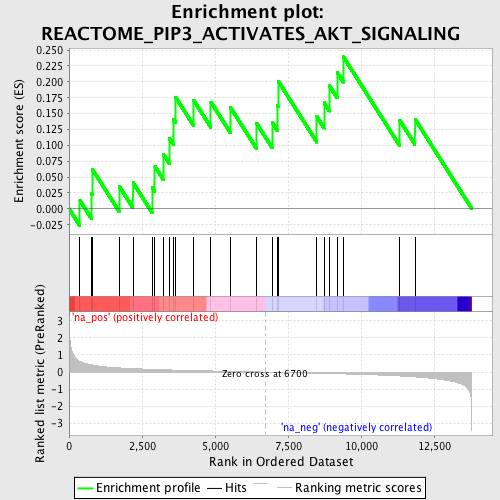 Enrichment plot:
REACTOME_PIP3_ACTIVATES_AKT_SIGNALING
Enrichment score (ES)
0.250
0.225
0.200
0.175
0.150
0.125
0.100
0.075
0.050
0.025
0.000
-0.025
'na_pos' (positively correlated)
Ranked list metric (PreRanked)
3
2
1
0
-1
-2
-3
Zero cross at 6700
'na_neg' (negatively correlated)
0 2,500 5,000 7,500 10,000 12,500
Rank in Ordered Dataset
Enrichment profile Hits Ranking metric scores